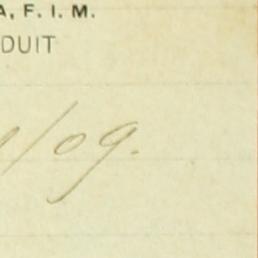 A, F. I. M.
DUIT
/09.